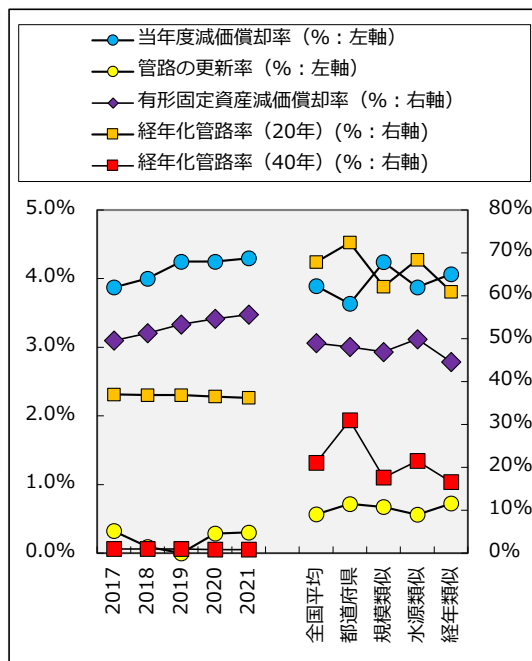 当年度減価償却率（%：左軸）
管路の更新率（%：左軸）
有形固定資産減価償却率（%：右軸）
経年化管路率（20年）(%：右軸)
経年化管路率（40年）(%：右軸)
5.0%
4.0%
3.0%
2.0%
1.0%
0.0%
80%
70%
60%
50%
40%
30%
20%
10%
0%
2017
2018
2019
2020
2021
全国平均
都道府県
規模類似
水源類似
経年類似